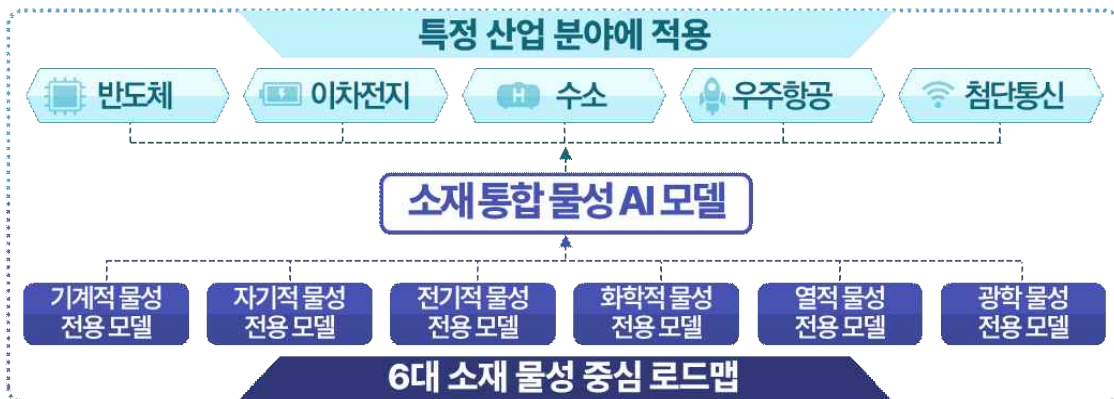 특정 산업 분야에 적용
반도체
이차전지
H 수소
우주항공
첨단통신
소재 통합 물성 AI 모델
기계적 물성
전용 모델
자기적 물성
전용 모델
전기적 물성
전용 모델
화학적 물성
전용 모델
열적 물성
전용 모델
광학 물성
전용 모델
6대 소재 물성 중심 로드맵